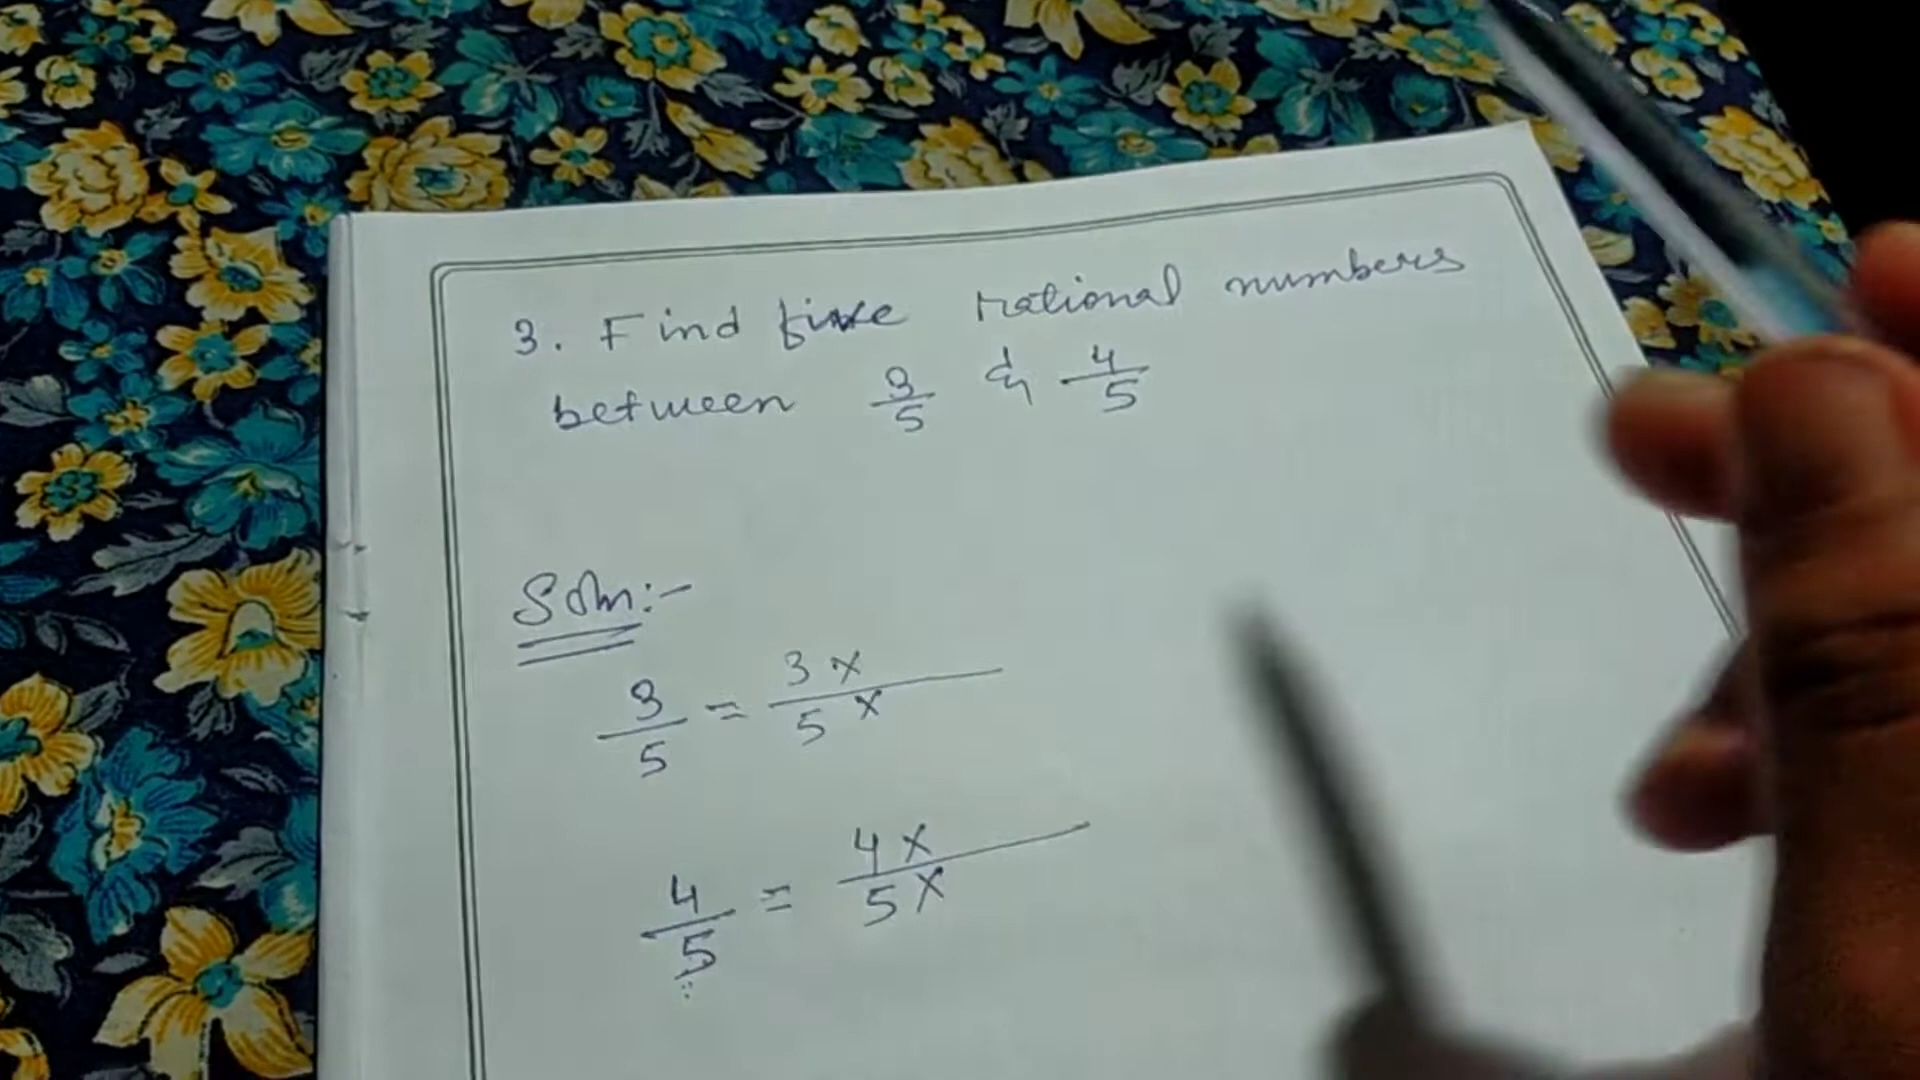 3. Find five rational numbers
between 3/5 & 4/5
Soln:-
3/5 = 3×/5×
4/5 = 4×/5×